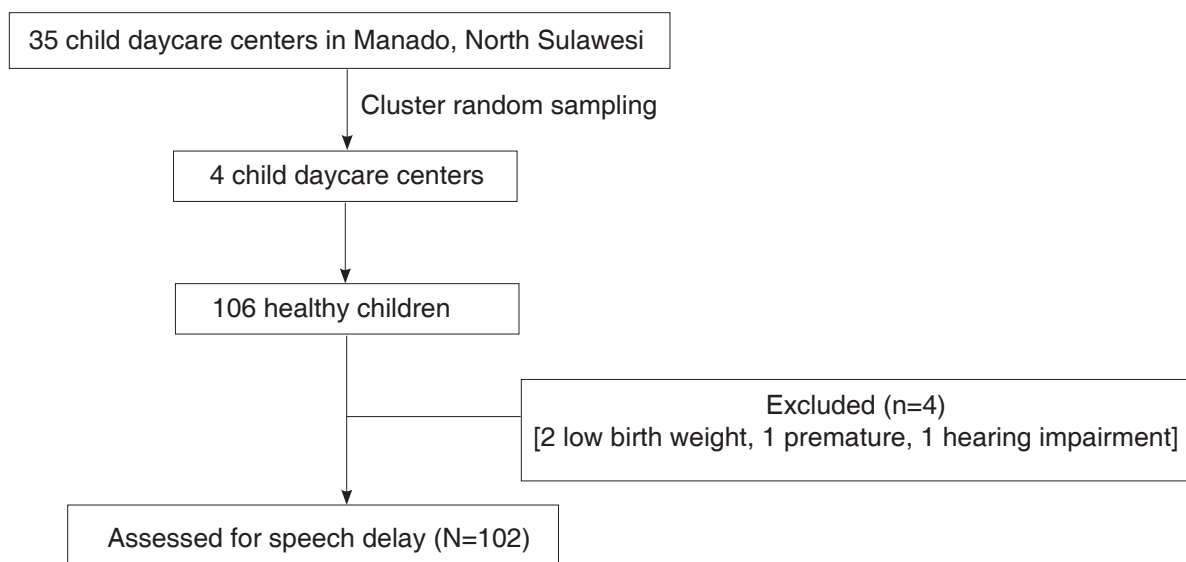 35 child daycare centers in Manado, North Sulawesi
Cluster random sampling
4 child daycare centers
106 healthy children
Excluded (n=4)
[2 low birth weight, 1 premature, 1 hearing impairment]
Assessed for speech delay (N=102)